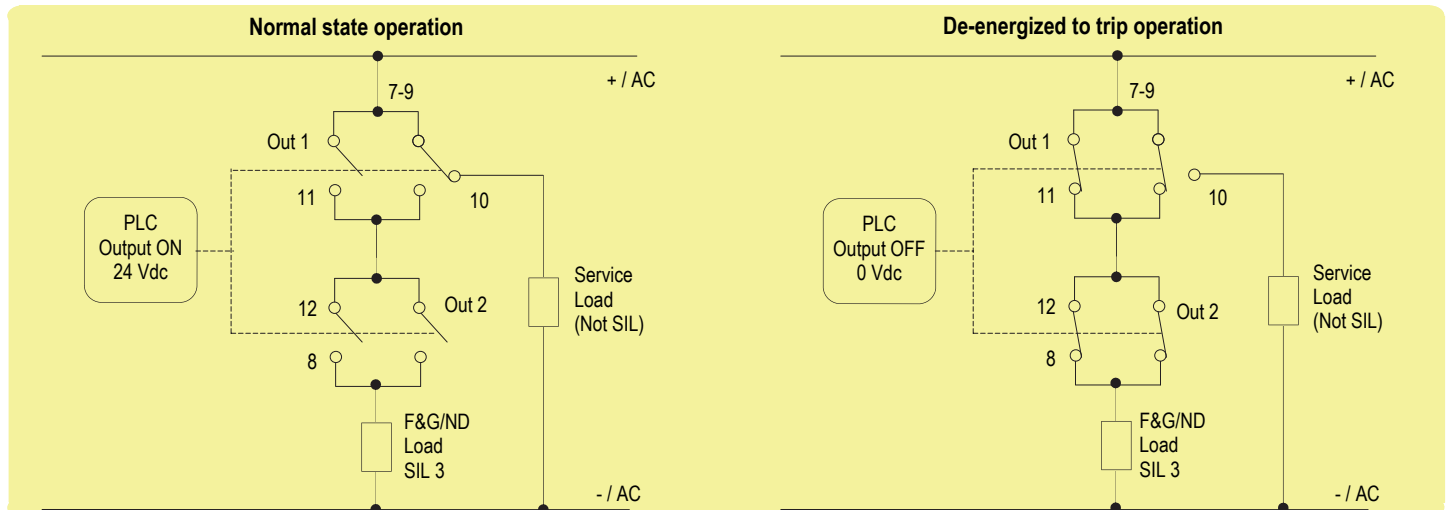 Normal state operation
+ / AC
7-9
Out 1
11
10
PLC
Output ON
24 Vdc
12
Out 2
8
Service
Load
(Not SIL)
F&G/ND
Load
SIL 3
- / AC
De-energized to trip operation
+ / AC
7-9
Out 1
11
10
PLC
Output OFF
0 Vdc
12
Out 2
8
Service
Load
(Not SIL)
F&G/ND
Load
SIL 3
- / AC